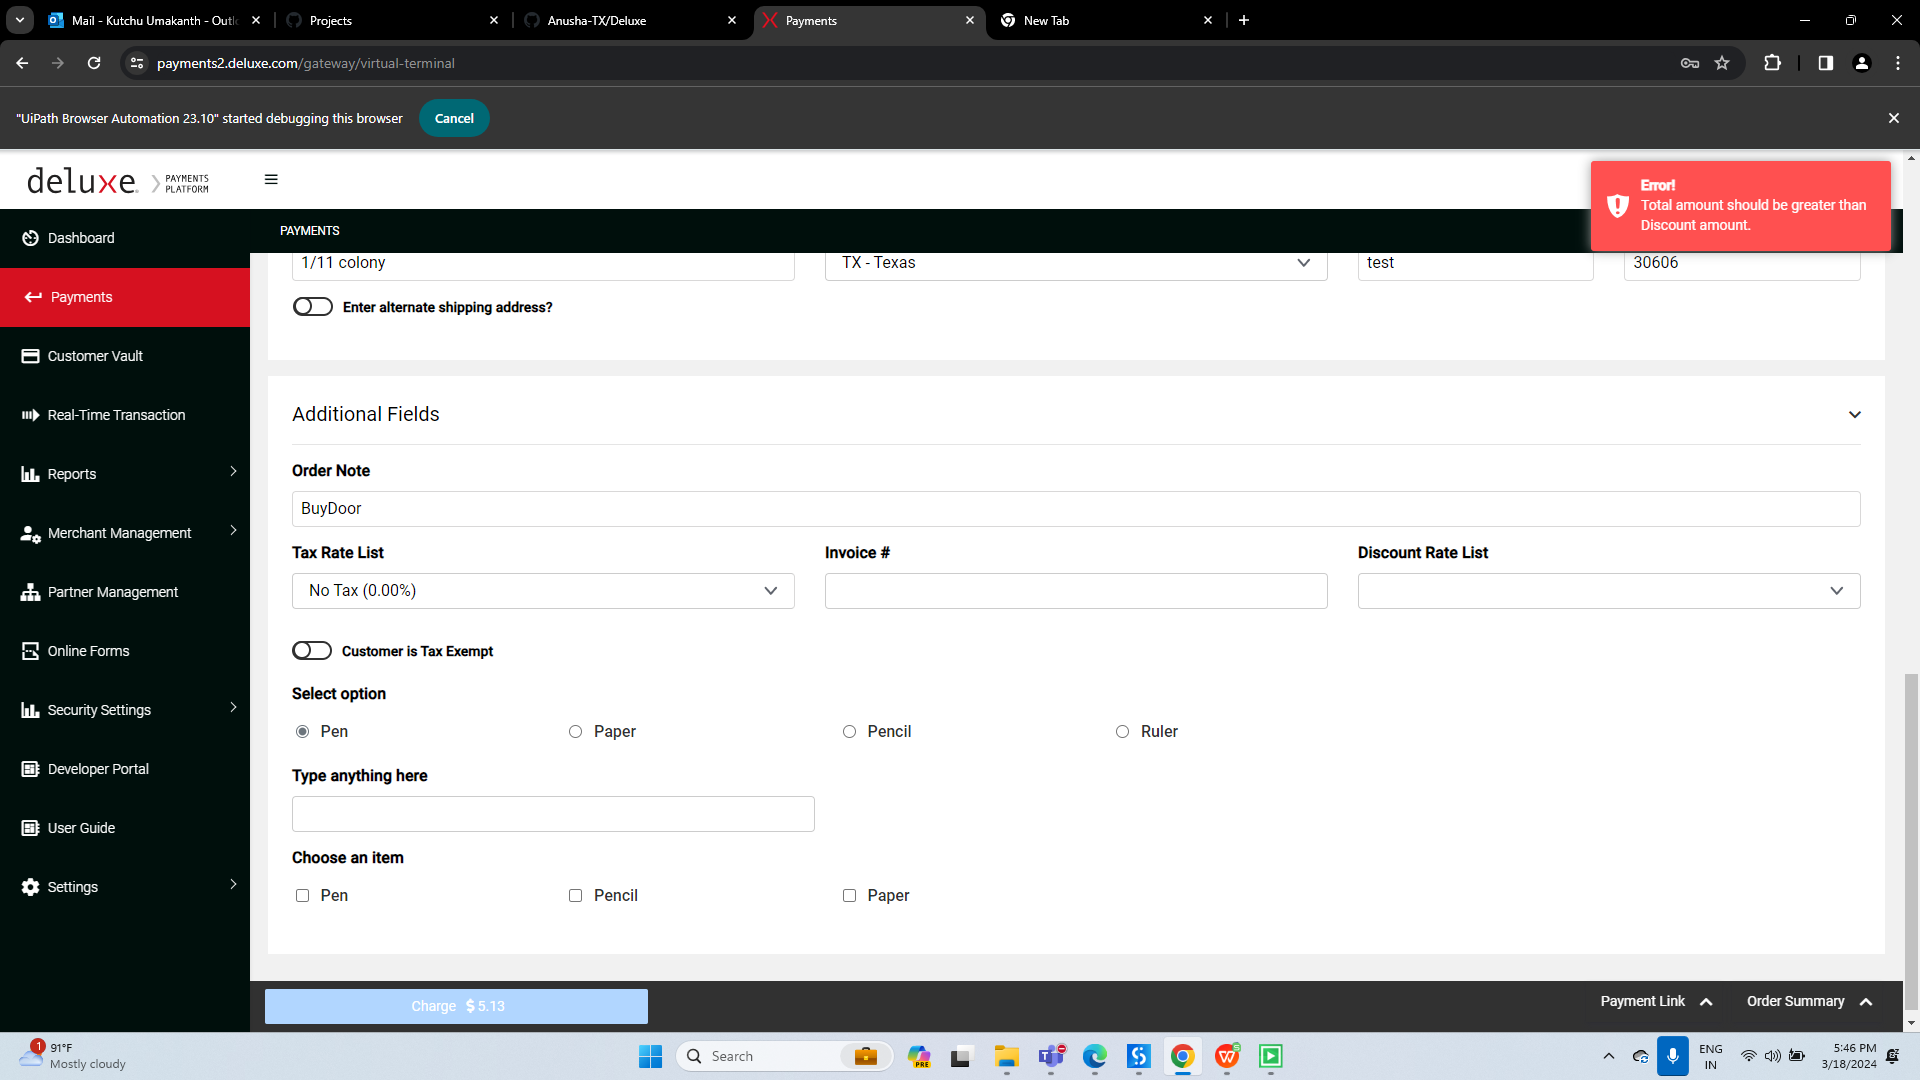 Mail - Kutchu Umakanth - Outlo
Projects
Anusha-TX/Deluxe
Payments
New Tab
payments2.deluxe.com/gateway/virtual-terminal
"UiPath Browser Automation 23.10" started debugging this browser
Cancel
deluxe. PAYMENTS PLATFORM
Error!
Total amount should be greater than
Discount amount.
PAYMENTS
Dashboard
Payments
Customer Vault
Real-Time Transaction
Reports
Merchant Management
Partner Management
Online Forms
Security Settings
Developer Portal
User Guide
Settings
1/11 colony
TX - Texas
test
30606
Enter alternate shipping address?
Additional Fields
Order Note
BuyDoor
Tax Rate List
Invoice #
Discount Rate List
No Tax (0.00%)
Customer is Tax Exempt
Select option
Pen
Paper
Pencil
Ruler
Type anything here
Choose an item
Pen
Pencil
Paper
Charge $ 5.13
Payment Link
Order Summary
1
91°F
Mostly cloudy
Search
PRE
ENG
IN
5:46 PM
3/18/2024